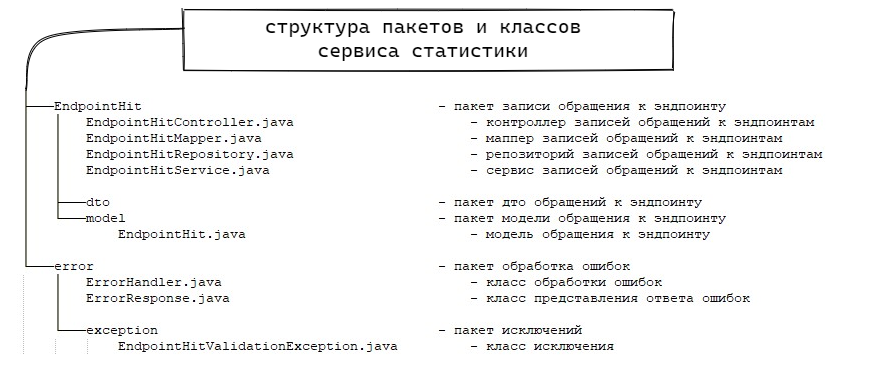 структура пакетов и классов
сервиса статистики
EndpointHit - пакет записи обращения к эндпоинту
EndpointHitController.java - контроллер записей обращений к эндпоинтам
EndpointHitMapper.java - маппер записей обращений к эндпоинтам
EndpointHitRepository.java - репозиторий записей обращений к эндпоинтам
EndpointHitService.java - сервис записей обращений к эндпоинтам
dto - пакет дто обращений к эндпоинту
model - пакет модели обращения к эндпоинту
EndpointHit.java - модель обращения к эндпоинту
error - пакет обработка ошибок
ErrorHandler.java - класс обработки ошибок
ErrorResponse.java - класс представления ответа ошибок
exception - пакет исключений
EndpointHitValidationException.java - класс исключения